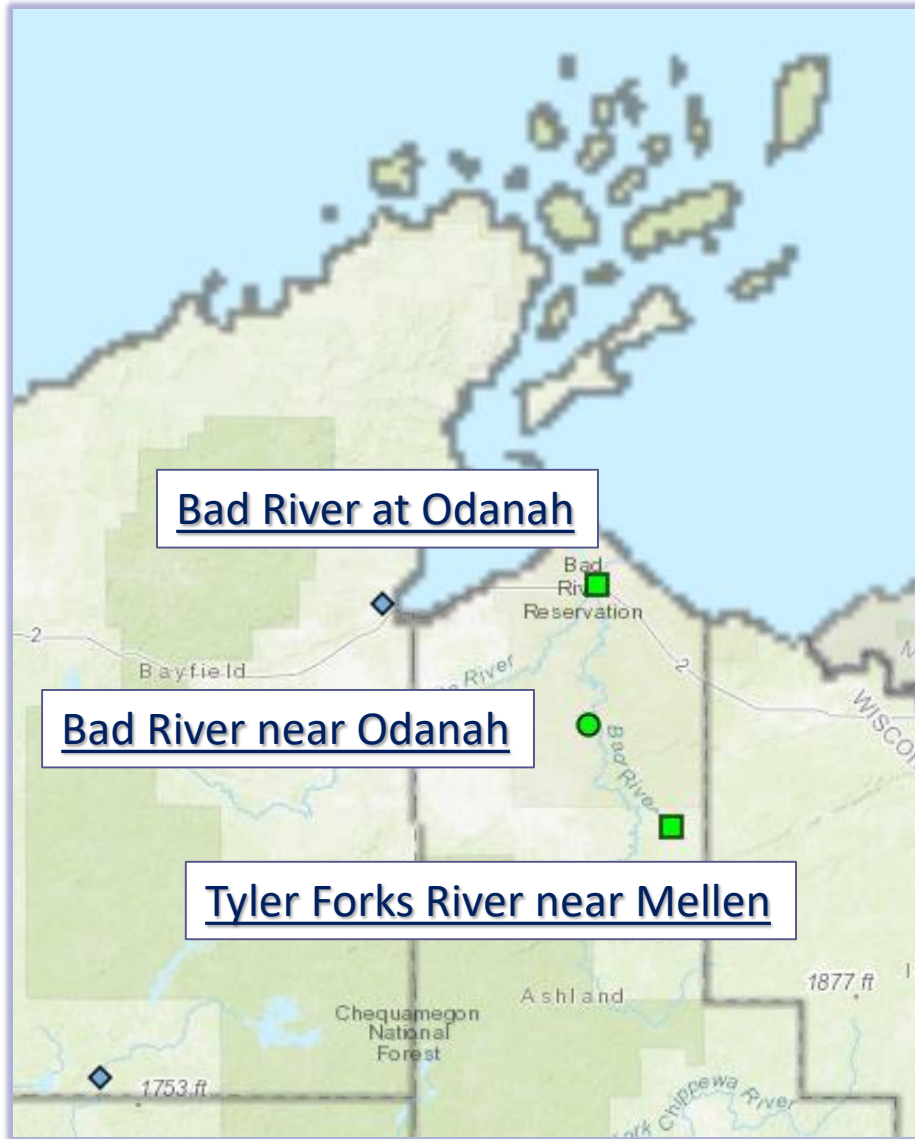 Bad River at Odanah
Bad
River
Reservation
2
Bayfield
River
2
WISCO
Bad River near Odanah
Bad River
Tyler Forks River near Mellen
Ashland
1877 ft
Chequamegon
National
Forest
1753 ft
Chippewa River